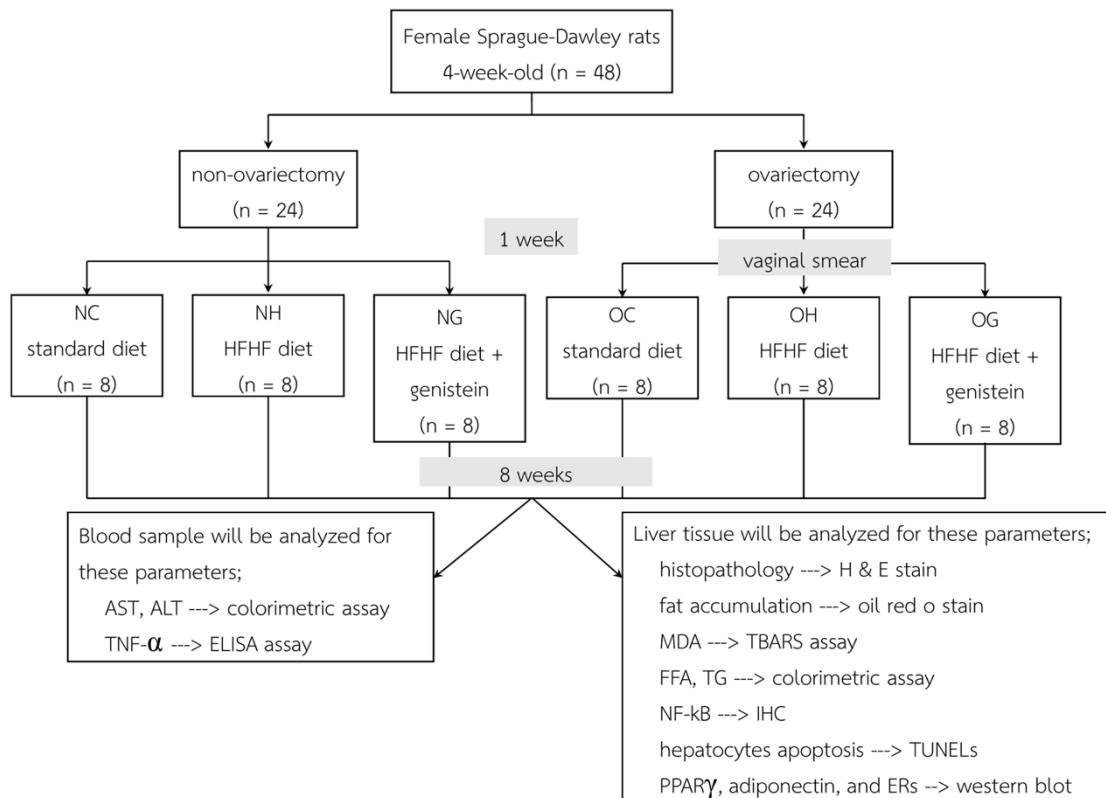 Female Sprague-Dawley rats
4-week-old (n = 48)
non-ovariectomy
(n = 24)
ovariectomy
(n = 24)
1 week
vaginal smear
NC
standard diet
(n = 8)
NH
HFHF diet
(n = 8)
NG
HFHF diet +
genistein
(n = 8)
OC
standard diet
(n = 8)
OH
HFHF diet
(n = 8)
OG
HFHF diet +
genistein
(n = 8)
8 weeks
Blood sample will be analyzed for
these parameters;
AST, ALT ---> colorimetric assay
TNF-α ---> ELISA assay
Liver tissue will be analyzed for these parameters;
histopathology ---> H & E stain
fat accumulation ---> oil red o stain
MDA ---> TBARS assay
FFA, TG ---> colorimetric assay
NF-kB ---> IHC
hepatocytes apoptosis ---> TUNELs
PPARγ, adiponectin, and ERs --> western blot